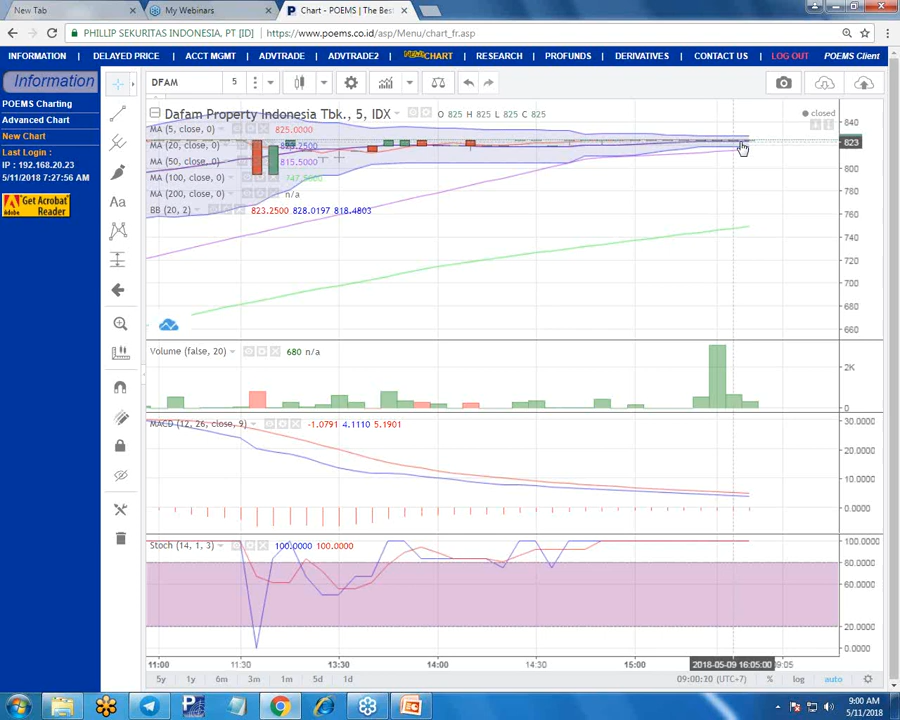 New Tab
My Webinars
Chart - POEMS | The Bes
PHILLIP SEKURITAS INDONESIA, PT [ID]
https://www.poems.co.id/asp/Menu/chart_fr.asp
INFORMATION | DELAYED PRICE | ACCT MGMT | ADVTRADE | ADVTRADE2 | NEW CHART | RESEARCH | PROFUNDS | DERIVATIVES | CONTACT US | LOG OUT POEMS Client
Information
POEMS Charting
Advanced Chart
New Chart
Last Login :
IP : 192.168.20.23
5/11/2018 7:27:56 AM
Get Acrobat
Reader
Adobe
DFAM
5
Aa
Dafam Property Indonesia Tbk., 5, IDX
O 825 H 825 L 825 C 825
closed
MA (5, close, 0) 825.0000
MA (20, close, 0)
MA (50, close, 0) 815.5000
MA (100, close, 0)
MA (200, close, 0) n/a
BB (20, 2) 823.2500 828.0197 818.4803
840
823
800
780
760
740
720
700
680
660
Volume (false, 20) 680 n/a
2K
0
MACD (12, 26, close, 9) -1.0791 4.1110 5.1901
30.0000
20.0000
10.0000
0.0000
Stoch (14, 1, 3) 100.0000 100.0000
100.0000
80.0000
60.0000
40.0000
20.0000
0.0000
11:00
11:30
13:30
14:00
14:30
15:00
2018-05-09 16:05:00
09:05
5y 1y 6m 3m 1m 5d 1d
09:00:20 (UTC+7) % log auto
9:00 AM
5/11/2018